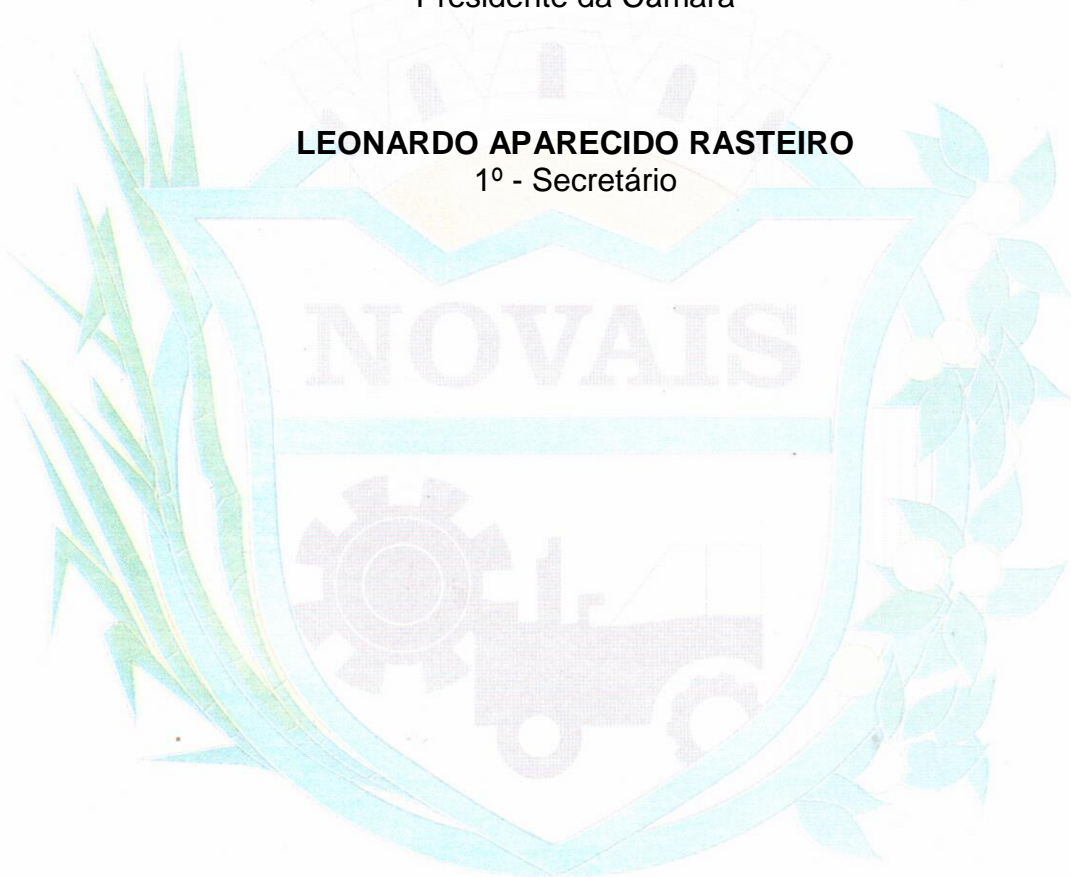 Presidente da Câmara
LEONARDO APARECIDO RASTEIRO
1º - Secretário
NOVAIS